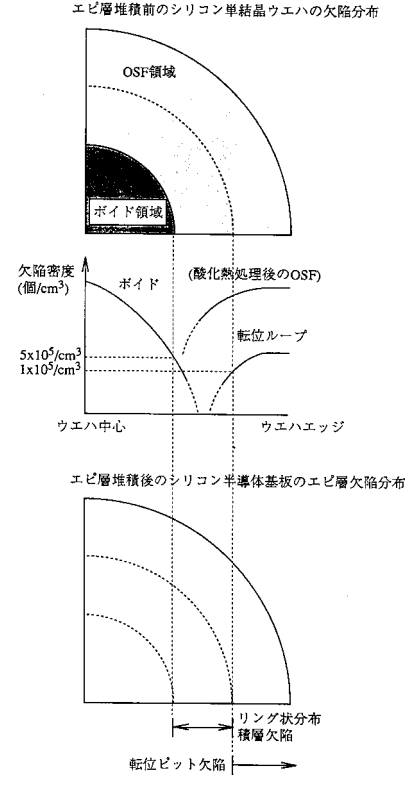 エピ層堆積前のシリコン単結晶ウエハの欠陥分布
OSF領域
ボイド領域
欠陥密度
(個/cm³)
ボイド
(酸化熱処理後のOSF)
転位ループ
5x10⁵/cm³
1x10⁵/cm³
ウエハ中心
ウエハエッジ
エピ層堆積後のシリコン半導体基板のエピ層欠陥分布
リング状分布
積層欠陥
転位ピット欠陥